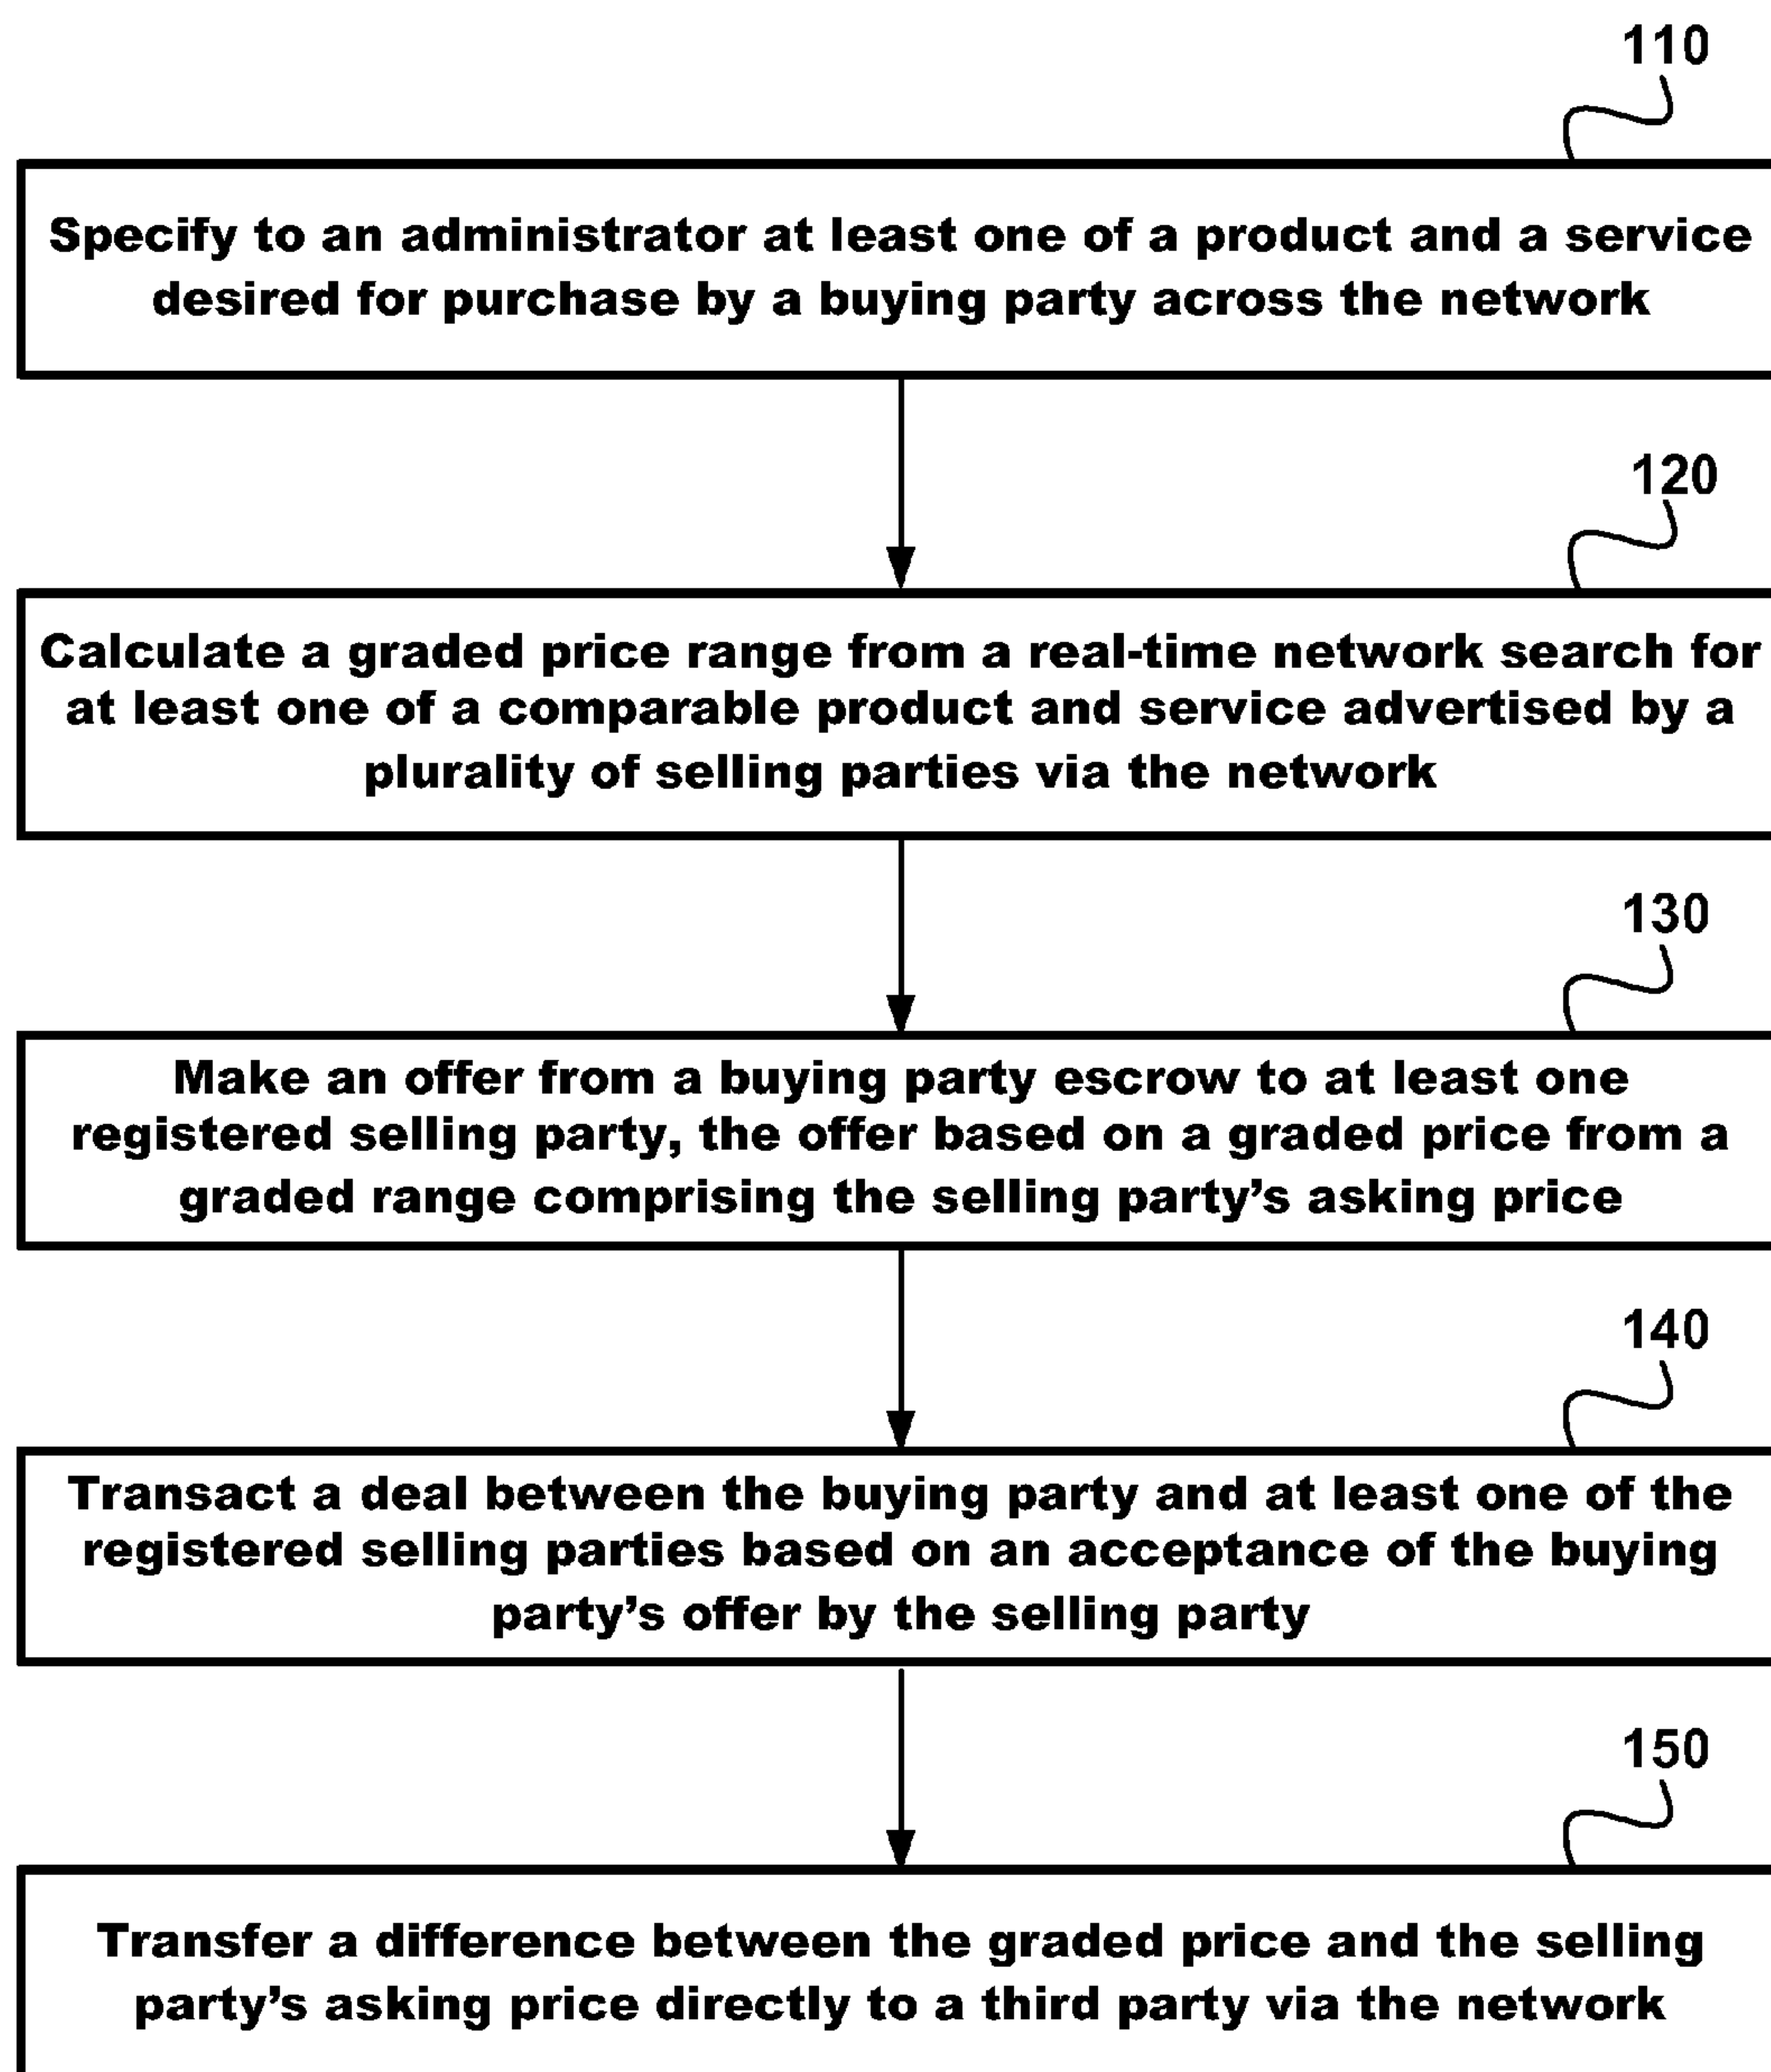 110
Specify to an administrator at least one of a product and a service
desired for purchase by a buying party across the network
120
Calculate a graded price range from a real-time network search for
at least one of a comparable product and service advertised by a
plurality of selling parties via the network
130
Make an offer from a buying party escrow to at least one
registered selling party, the offer based on a graded price from a
graded range comprising the selling party’s asking price
140
Transact a deal between the buying party and at least one of the
registered selling parties based on an acceptance of the buying
party’s offer by the selling party
150
Transfer a difference between the graded price and the selling
party’s asking price directly to a third party via the network